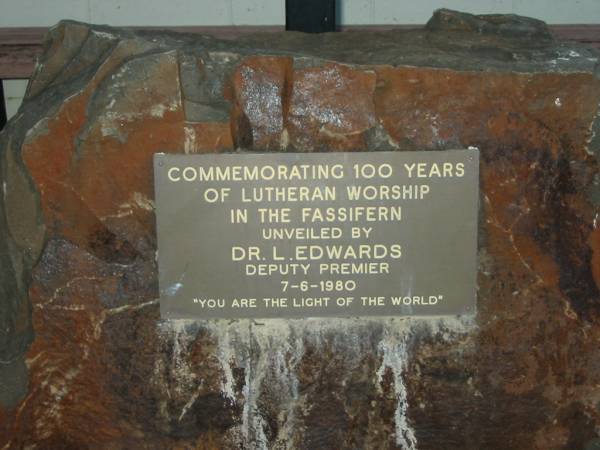 COMMEMORATING 100 YEARS
OF LUTHERAN WORSHIP
IN THE FASSIFERN
UNVEILED BY
DR. L. EDWARDS
DEPUTY PREMIER
7-6-1980
"YOU ARE THE LIGHT OF THE WORLD"